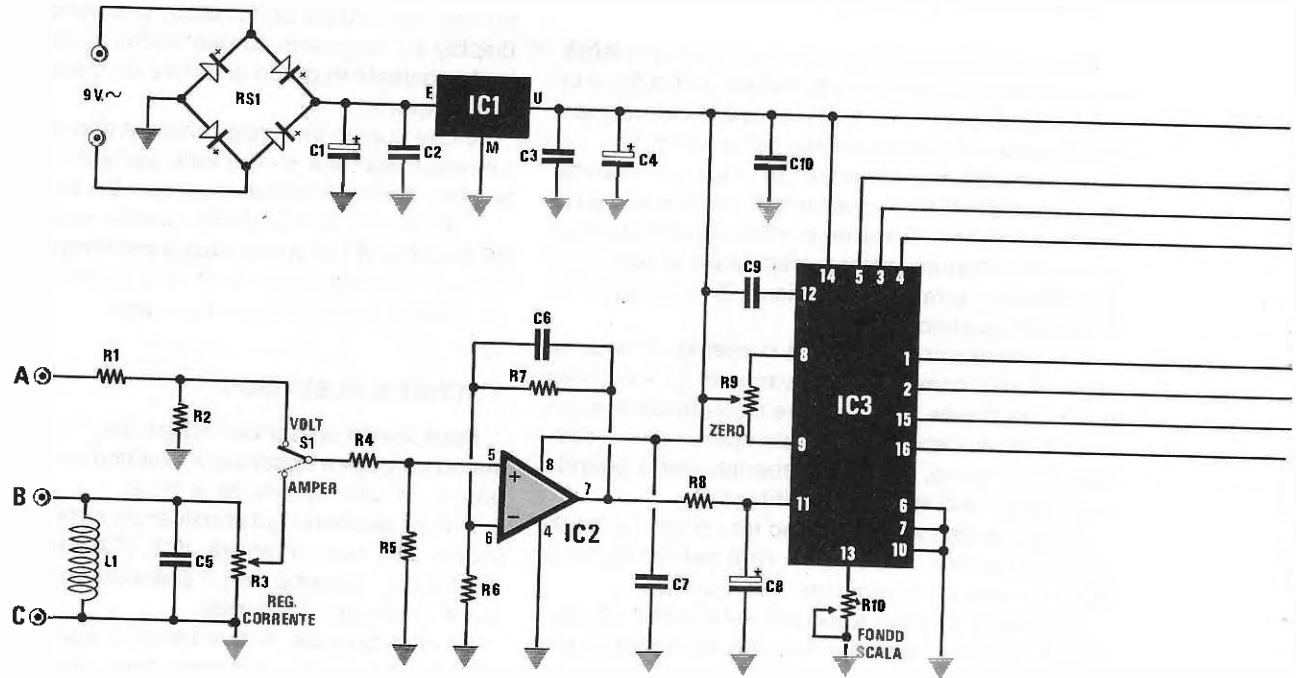 9V.~
RS1
C1
+
C2
E
IC1
U
M
C3
C4
+
C10
14
5
3
4
C9
12
8
R9
ZERO
9
IC3
1
2
15
16
11
6
7
10
13
R10
FONDO
SCALA
A
R1
R2
VOLT
S1
AMPER
R4
B
L1
C5
R3
REG.
CORRENTE
C
R5
C6
R7
5
+
8
7
−
6
4
IC2
R6
R8
C7
C8
+